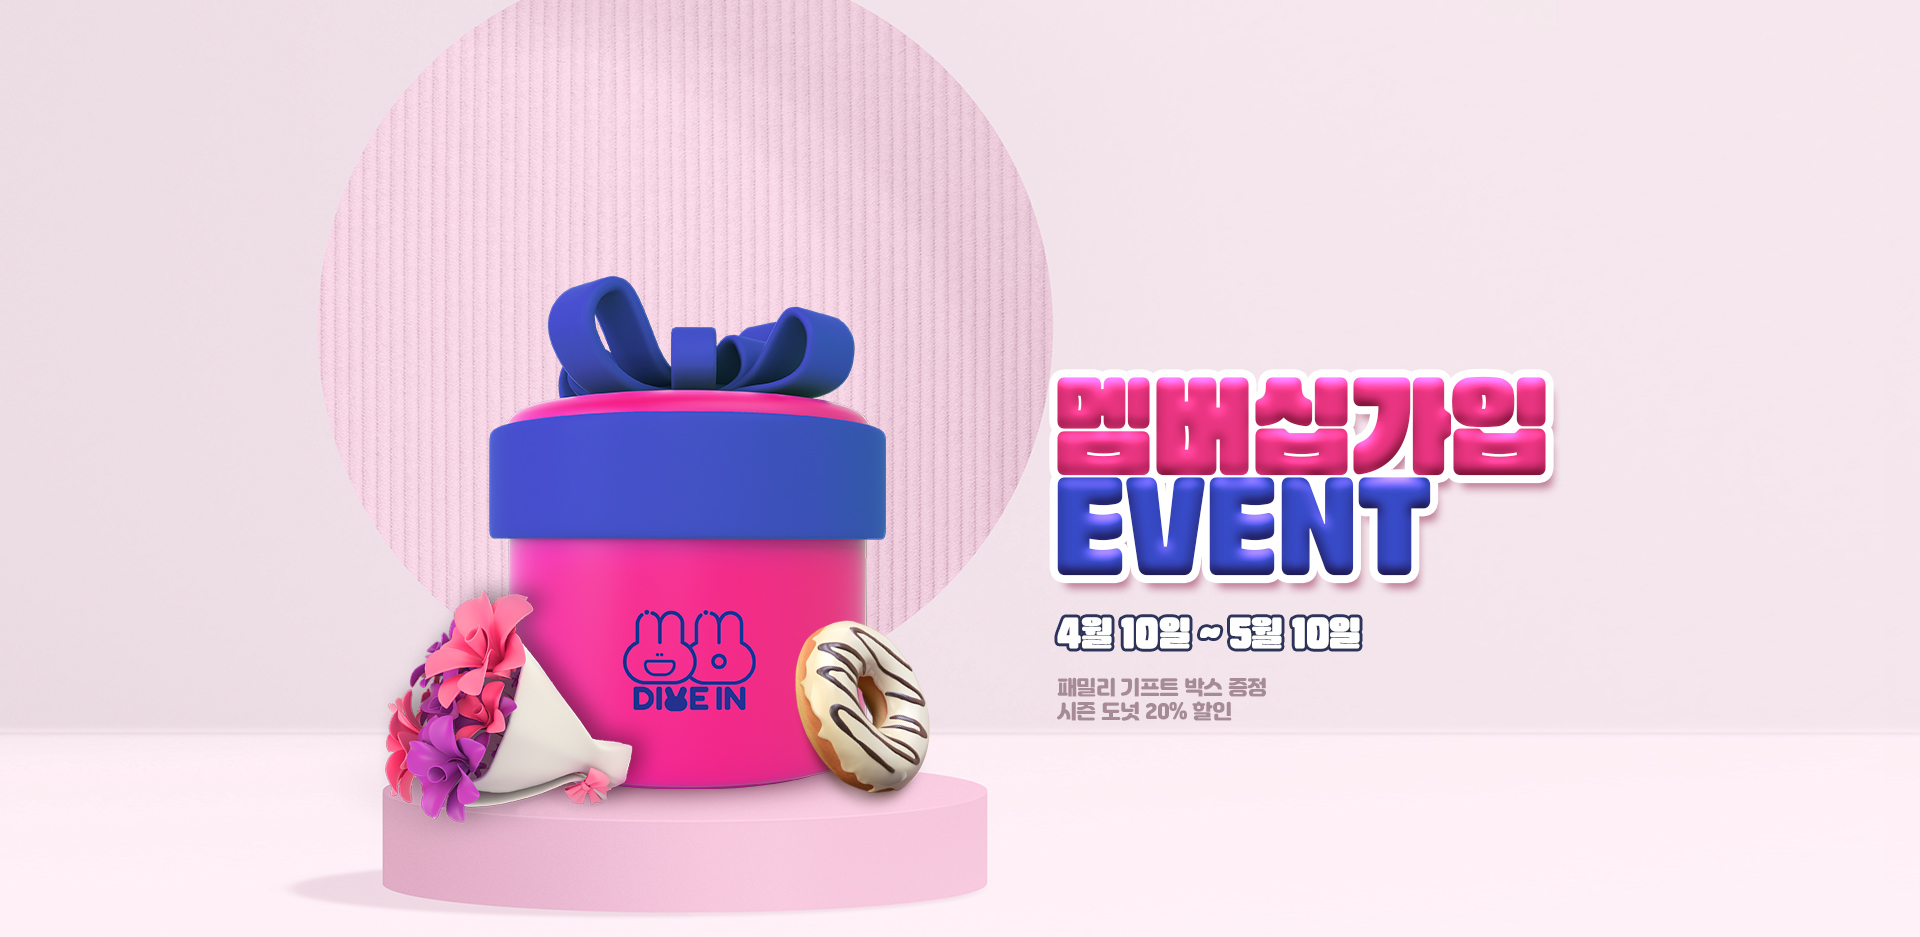 멤버십가입
EVENT
4월 10일 ~ 5월 10일
패밀리 기프트 박스 증정
시즌 도넛 20% 할인
DIVE IN